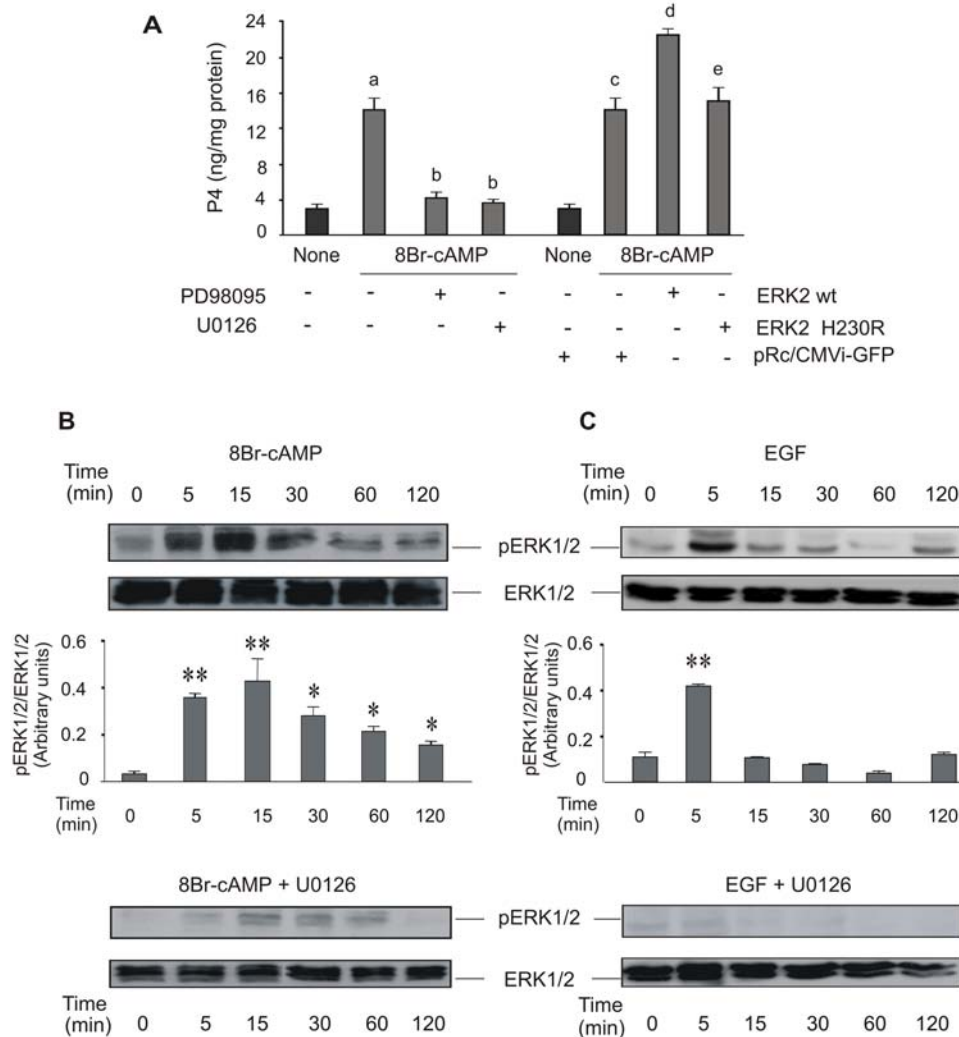 A
24
20
16
12
8
4
0
P4 (ng/mg protein)
a
b
b
c
d
e
None
8Br-cAMP
None
8Br-cAMP
PD98095 - - + - - - + - ERK2 wt
U0126 - - - + - - - + ERK2 H230R
+ + - - pRc/CMVi-GFP
B
8Br-cAMP
Time (min) 0 5 15 30 60 120
pERK1/2
ERK1/2
pERK1/2/ERK1/2
(Arbitrary units)
0.6
0.4
0.2
0
** ** * * *
Time (min) 0 5 15 30 60 120
8Br-cAMP + U0126
pERK1/2
ERK1/2
Time (min) 0 5 15 30 60 120
C
EGF
Time (min) 0 5 15 30 60 120
pERK1/2/ERK1/2
(Arbitrary units)
0.6
0.4
0.2
0
**
Time (min) 0 5 15 30 60 120
EGF + U0126
Time (min) 0 5 15 30 60 120